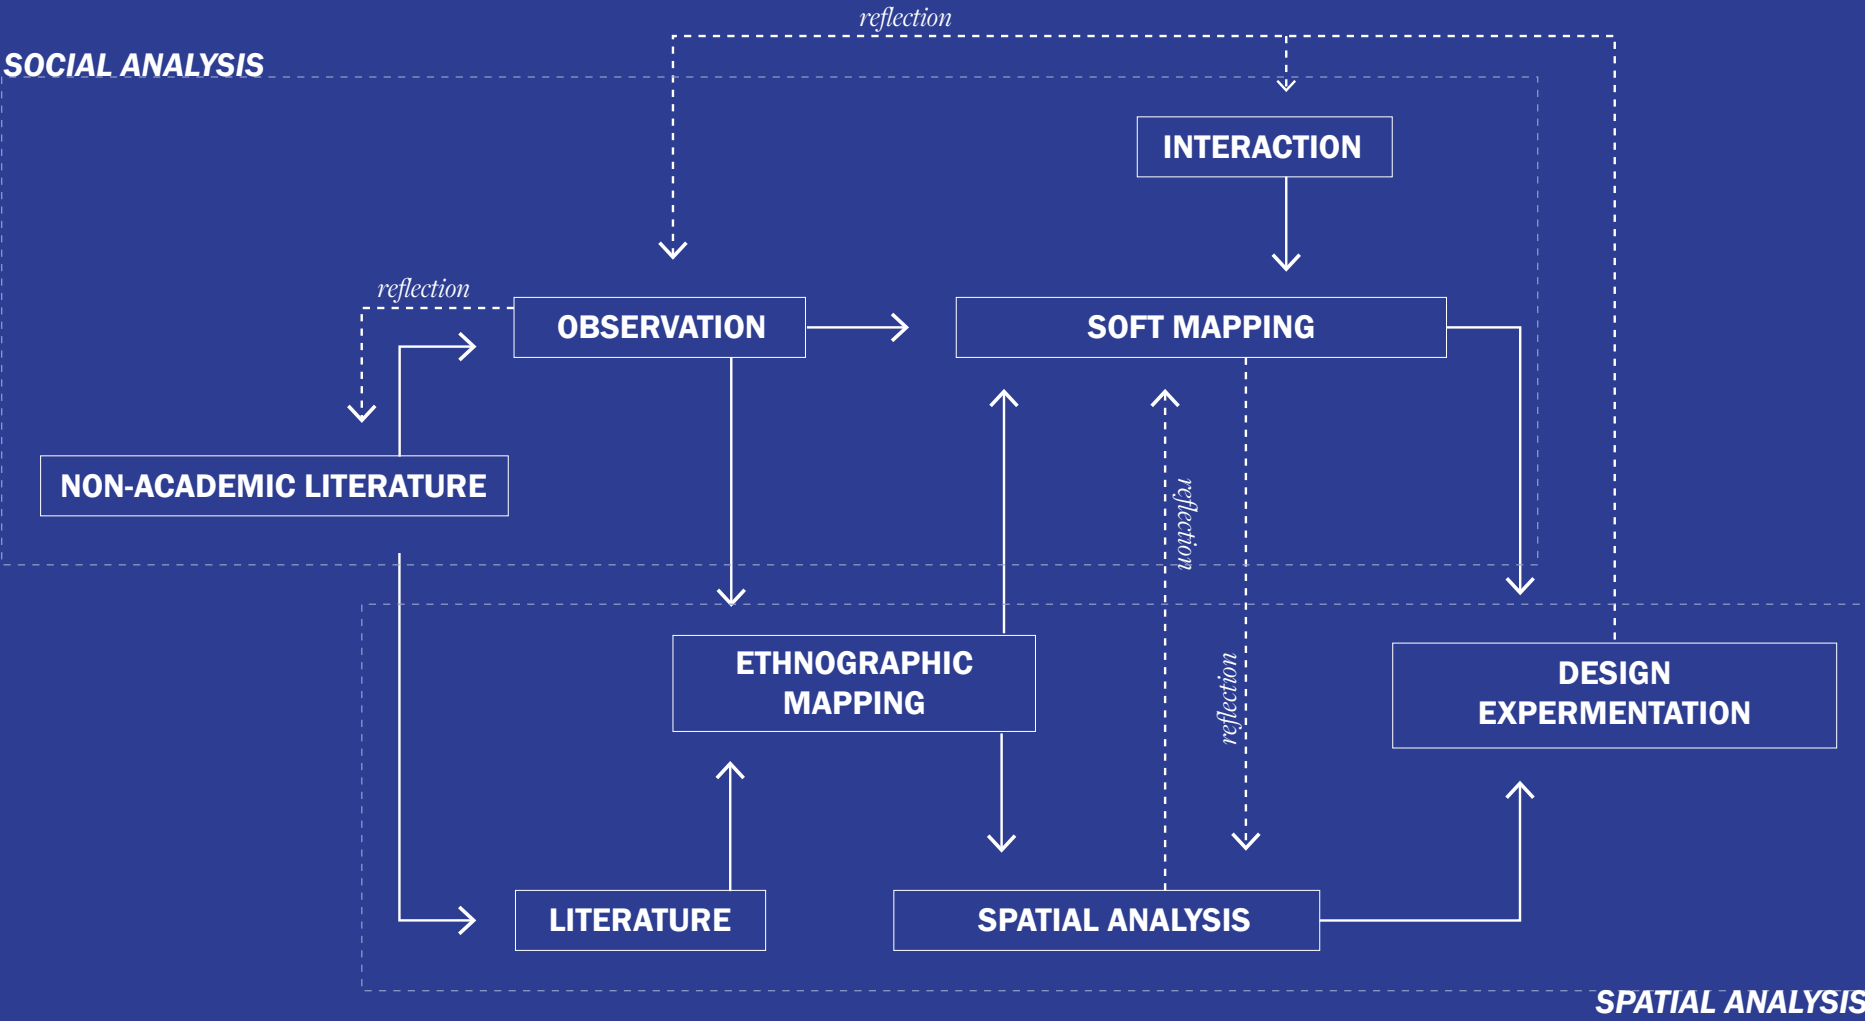 reflection
SOCIAL ANALYSIS
INTERACTION
reflection
OBSERVATION
SOFT MAPPING
NON-ACADEMIC LITERATURE
reflection
reflection
ETHNOGRAPHIC
MAPPING
DESIGN
EXPERMENTATION
LITERATURE
SPATIAL ANALYSIS
SPATIAL ANALYSIS